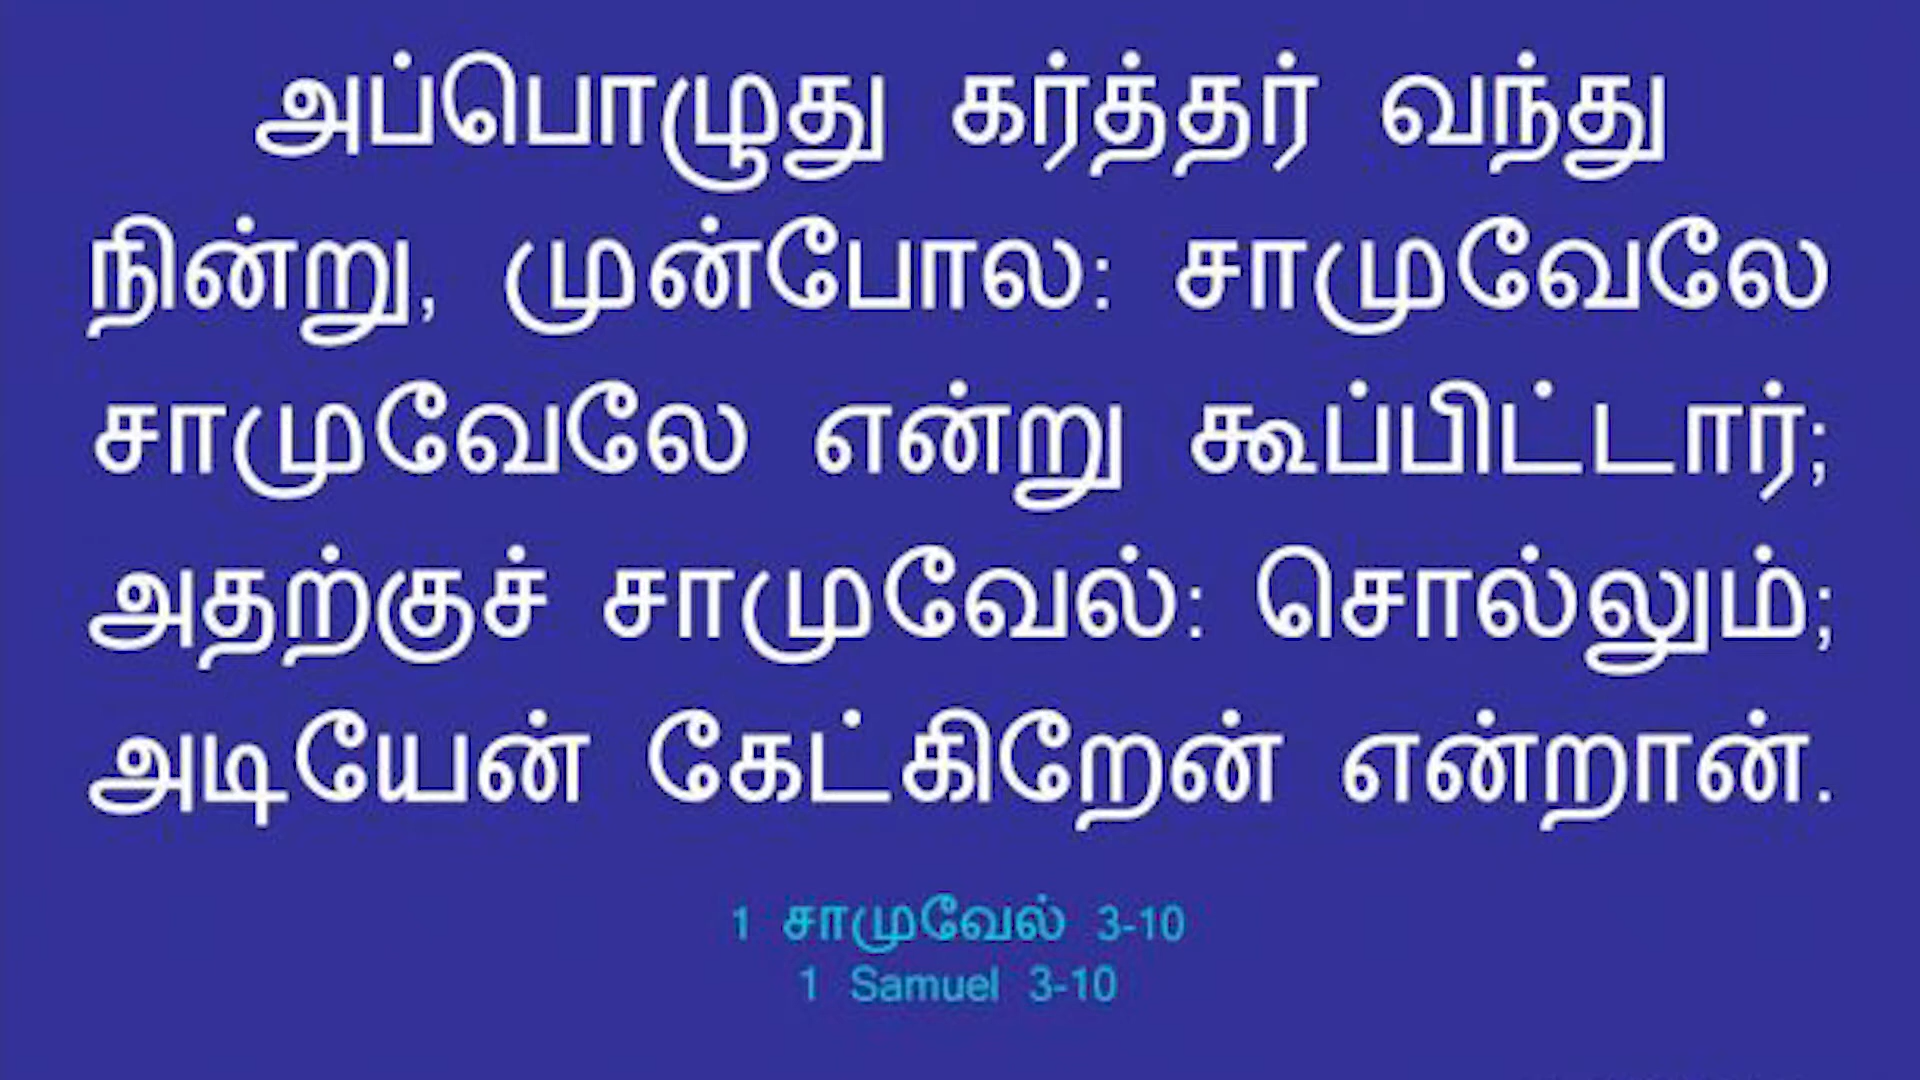 அப்பொழுது கர்த்தர் வந்து
நின்று, முன்போல: சாமுவேலே
சாமுவேலே என்று கூப்பிட்டார்;
அதற்குச் சாமுவேல்: சொல்லும்;
அடியேன் கேட்கிறேன் என்றான்.
1 சாமுவேல் 3-10
1 Samuel 3-10